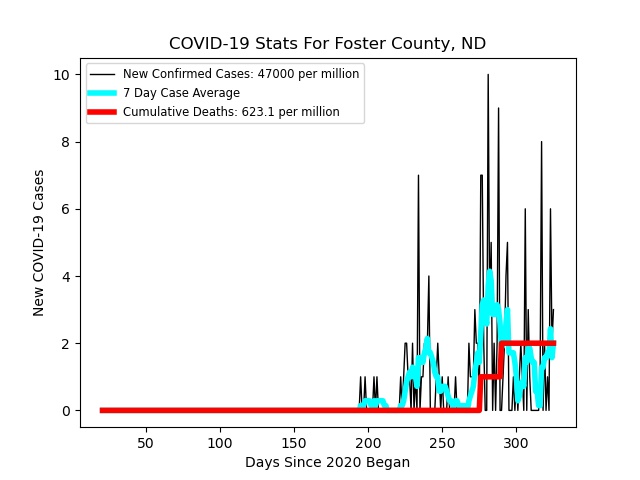 COVID-19 Stats For Foster County, ND
New Confirmed Cases: 47000 per million
7 Day Case Average
Cumulative Deaths: 623.1 per million
New COVID-19 Cases
10
8
6
4
2
0
50 100 150 200 250 300
Days Since 2020 Began